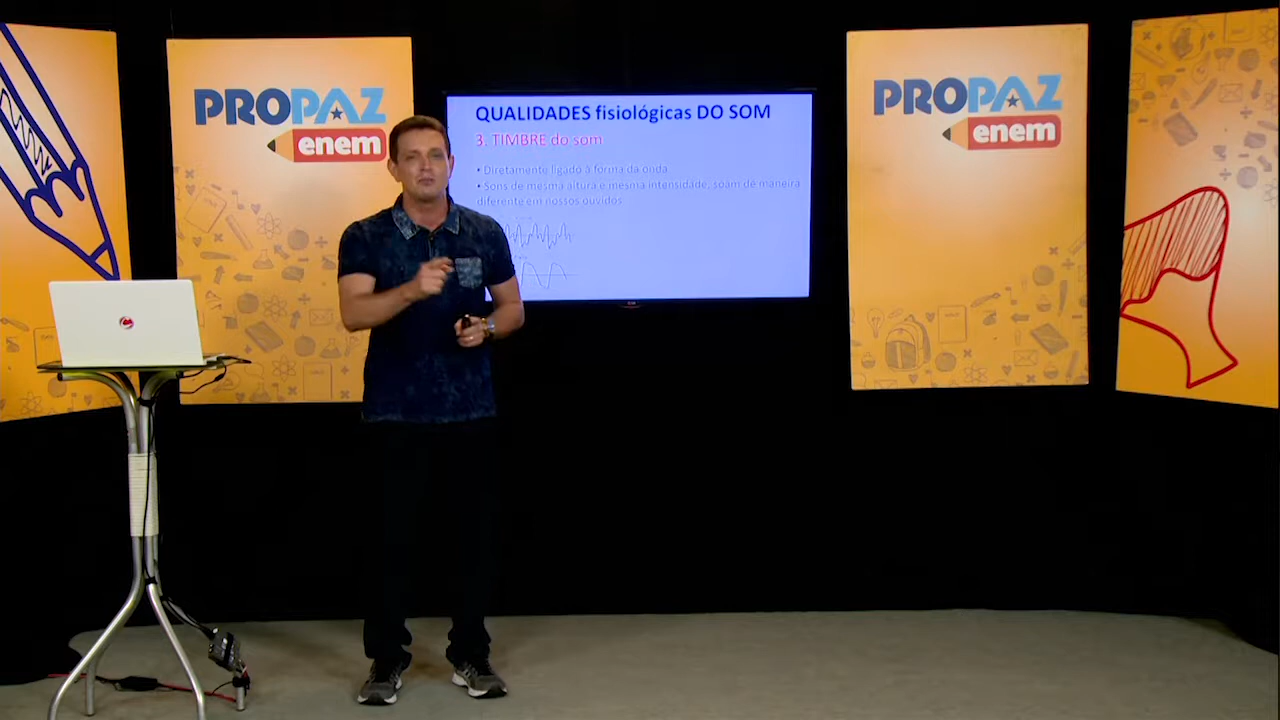 PROPAZ
enem
QUALIDADES fisiológicas DO SOM
3. TIMBRE do som
• Diretamente ligado à forma da onda.
• Sons de mesma altura e mesma intensidade, soam de maneira
diferente em nossos ouvidos
PROPAZ
enem